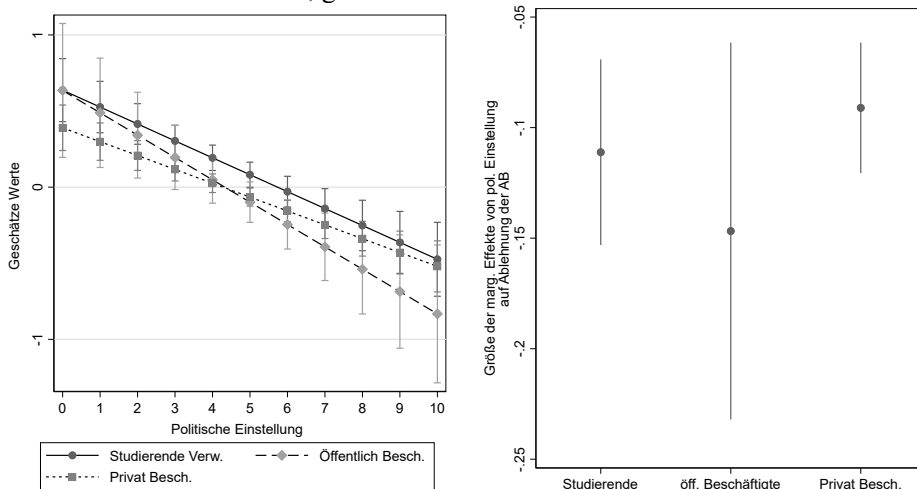 1
0
-1
Geschätze Werte
0 1 2 3 4 5 6 7 8 9 10
Politische Einstellung
Studierende Verw.
Öffentlich Besch.
Privat Besch.
-.05
-.1
-.15
-.2
-.25
Größe der marg. Effekte von pol. Einstellung
auf Ablehnung der AB
Studierende
öff. Beschäftigte
Privat Besch.